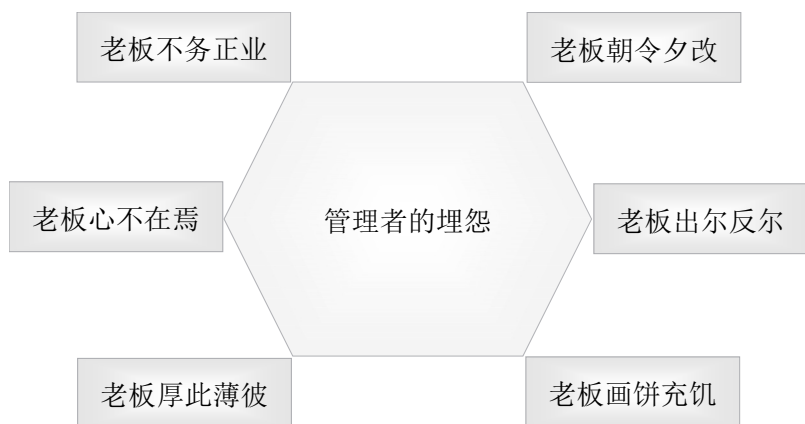 老板不务正业
老板朝令夕改
老板心不在焉
管理者的埋怨
老板出尔反尔
老板厚此薄彼
老板画饼充饥